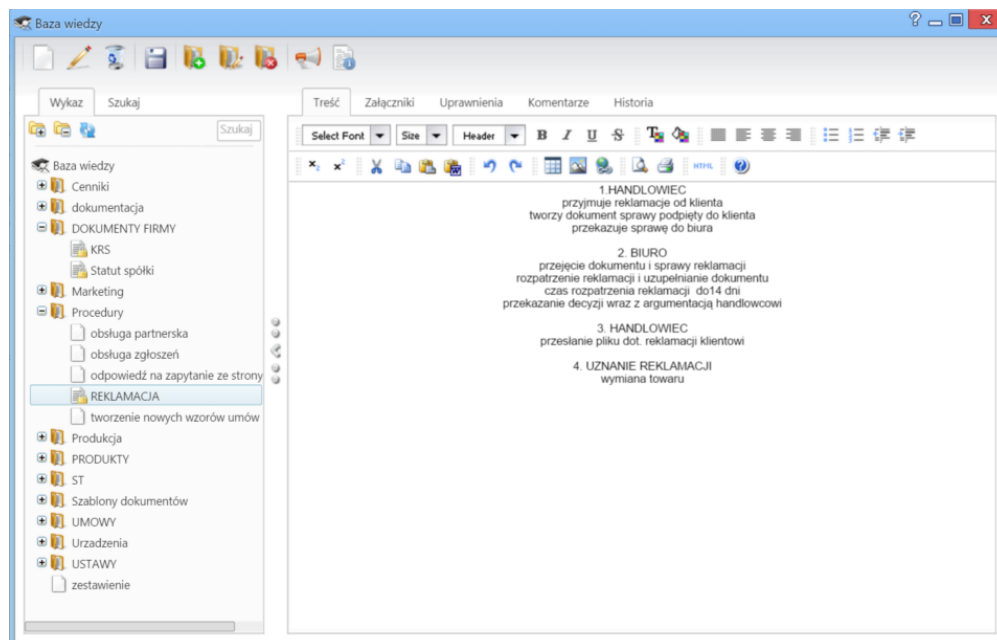 Baza wiedzy
Wykaz
Szukaj
Szukaj
Baza wiedzy
Cenniki
dokumentacja
DOKUMENTY FIRMY
KRS
Statut spółki
Marketing
Procedury
obsługa partnerska
obsługa zgłoszeń
odpowiedź na zapytanie ze strony
REKLAMACJA
tworzenie nowych wzorów umów
Produkcja
PRODUKTY
ST
Szablony dokumentów
UMOWY
Urzadzenia
USTAWY
zestawienie
Treść Załączniki Uprawnienia Komentarze Historia
Select Font Size Header B I U S
HTML
1.HANDLOWIEC
przyjmuje reklamacje od klienta
tworzy dokument sprawy podpięty do klienta
przekazuje sprawę do biura
2. BIURO
przejęcie dokumentu i sprawy reklamacji
rozpatrzenie reklamacji i uzupełnianie dokumentu
czas rozpatrzenia reklamacji do14 dni
przekazanie decyzji wraz z argumentacją handlowcowi
3. HANDLOWIEC
przesłanie pliku dot. reklamacji klientowi
4. UZNANIE REKLAMACJI
wymiana towaru